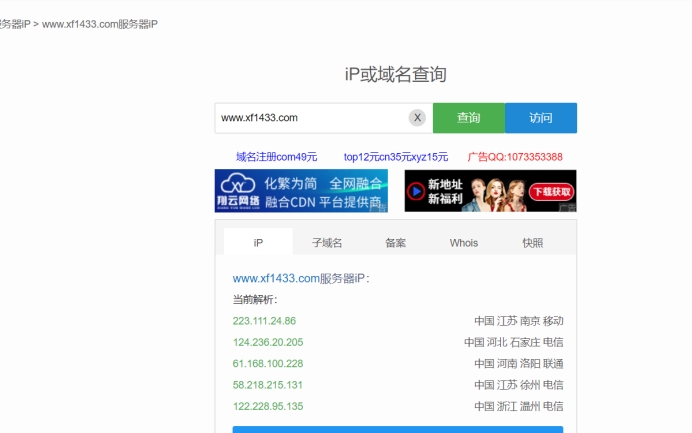 服务器iP > www.xf1433.com服务器iP
iP或域名查询
www.xf1433.com X 查询 访问
域名注册com49元 top12元cn35元xyz15元 广告QQ:1073353388
翔云网络
化繁为简 全网融合
融合CDN 平台提供商
广告
新地址
新福利
下载获取
广告
iP 子域名 备案 Whois 快照
www.xf1433.com服务器iP：
当前解析：
223.111.24.86 中国 江苏 南京 移动
124.236.20.205 中国 河北 石家庄 电信
61.168.100.228 中国 河南 洛阳 联通
58.218.215.131 中国 江苏 徐州 电信
122.228.95.135 中国 浙江 温州 电信